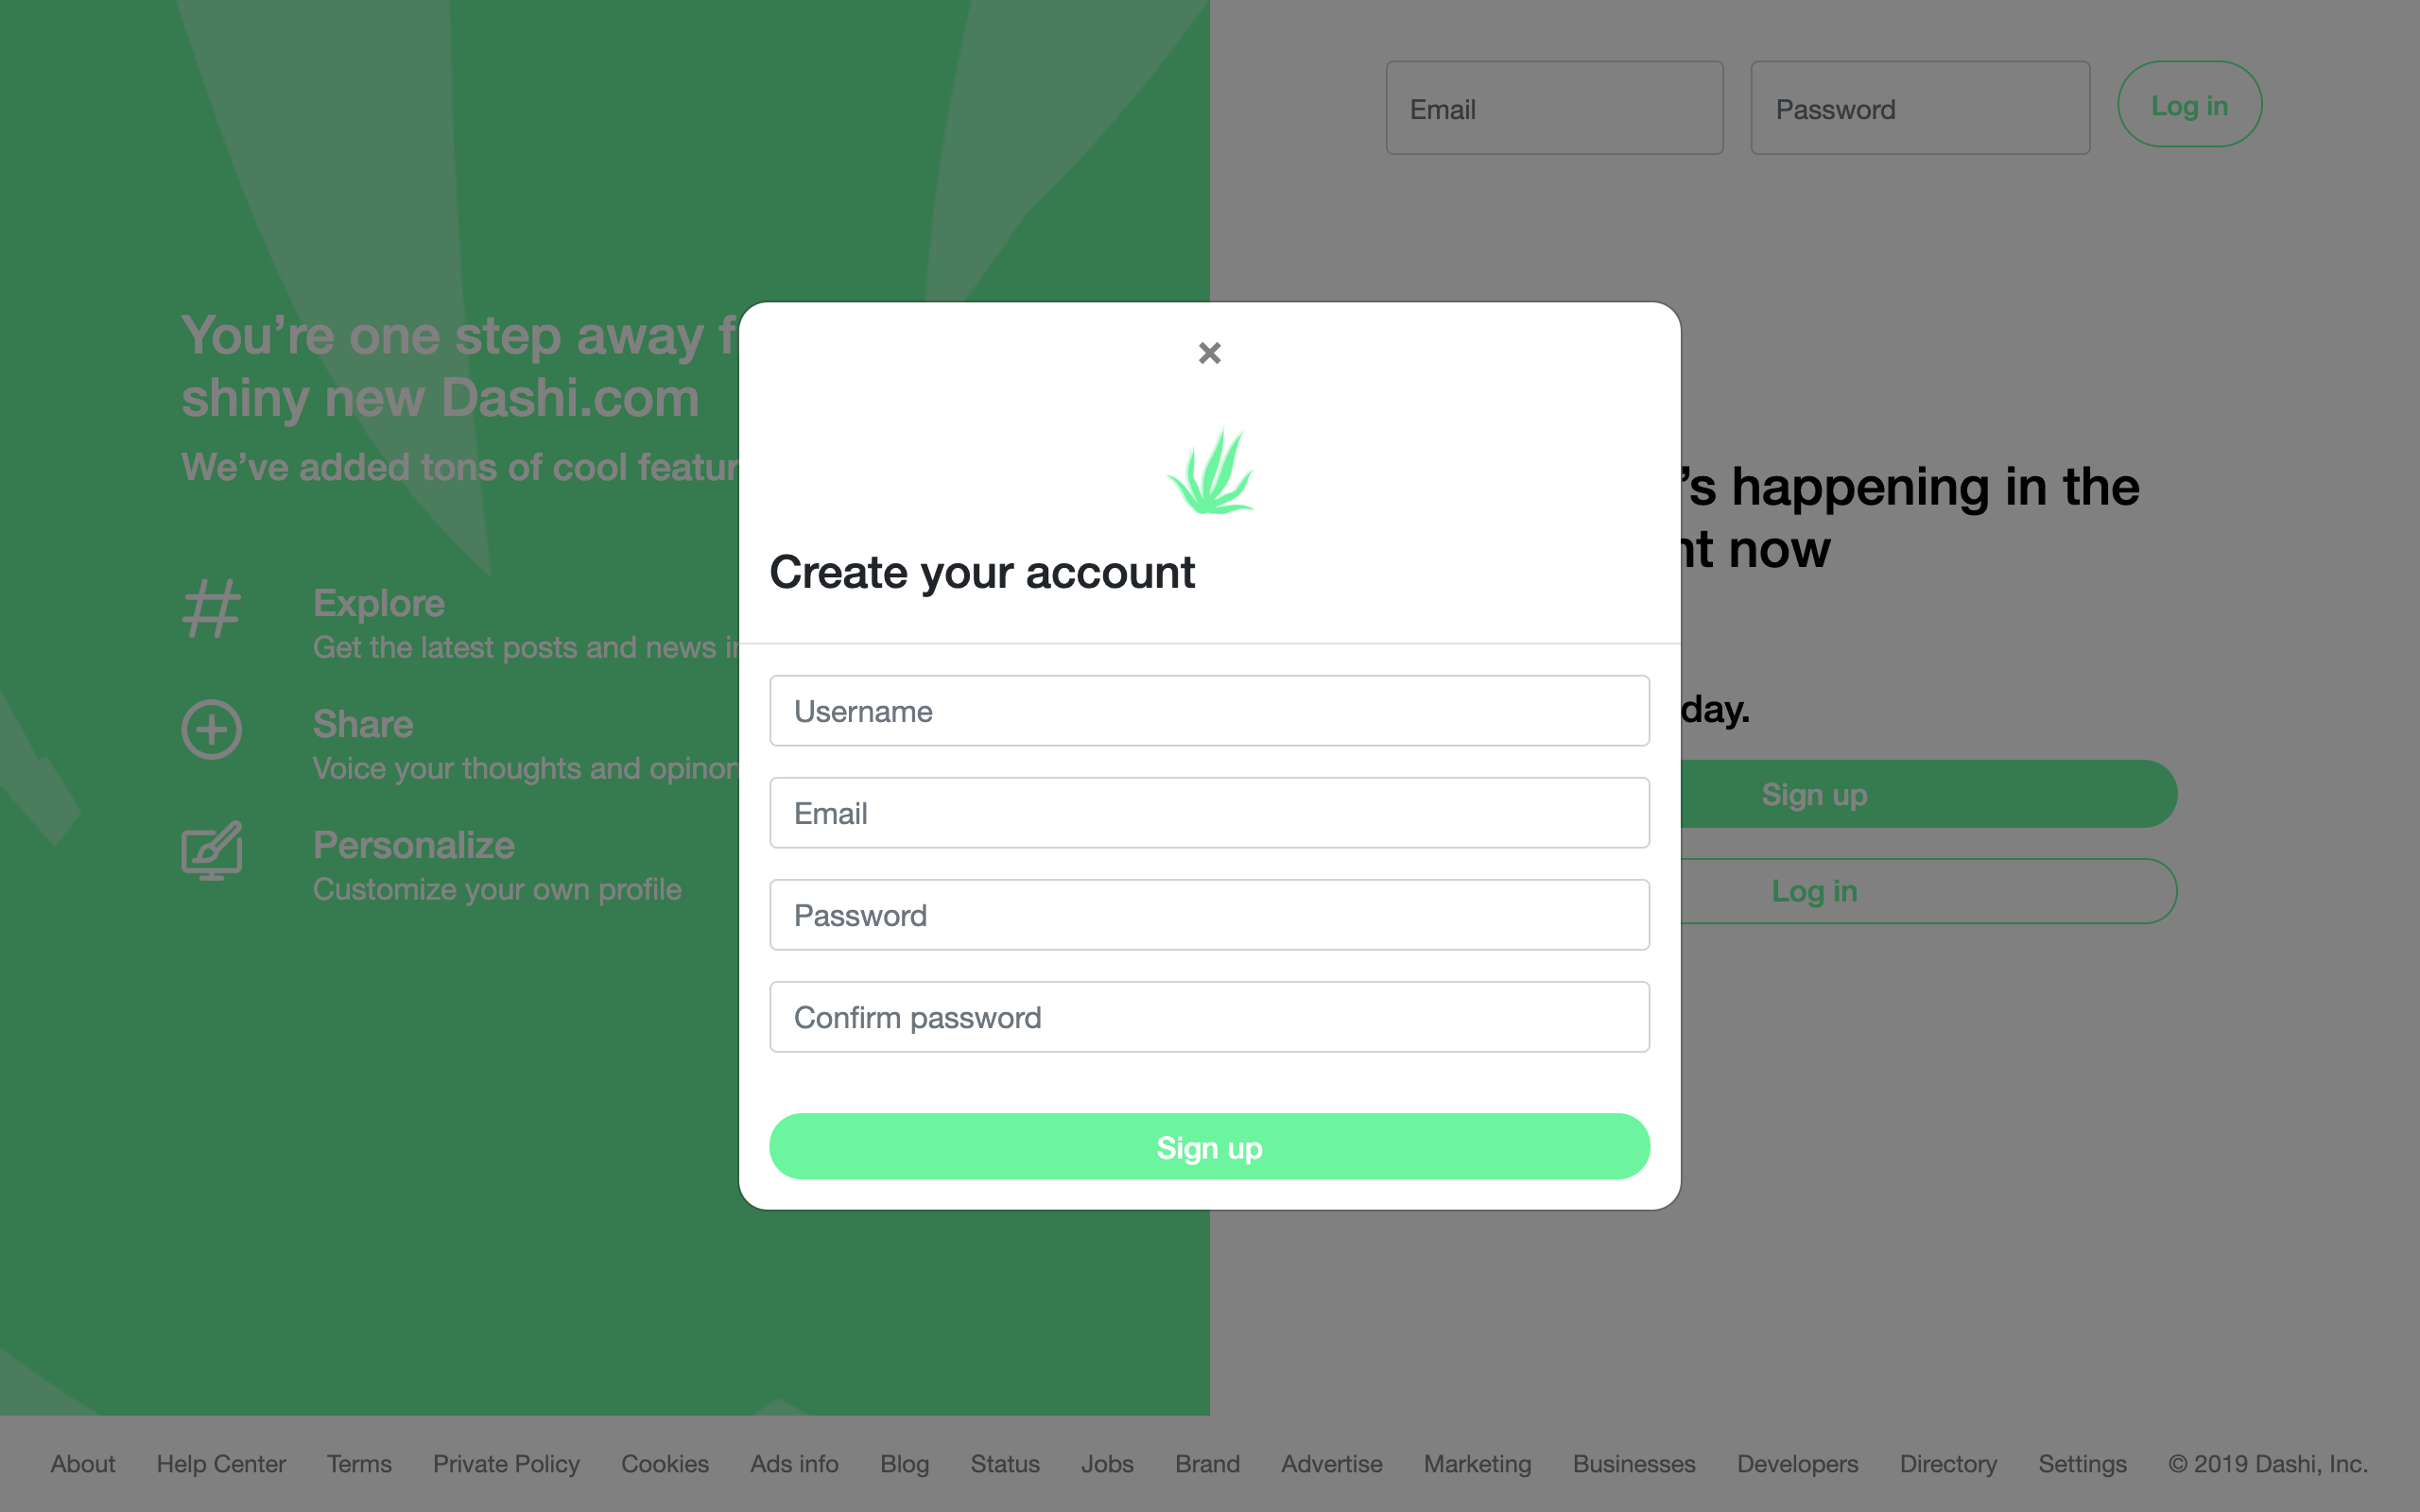 Email
Password
Log in
You’re one step away f
shiny new Dashi.com
We’ve added tons of cool featur
Explore
Get the latest posts and news in
Share
Voice your thoughts and opinon
Personalize
Customize your own profile
×
Create your account
Username
Email
Password
Confirm password
Sign up
’s happening in the
nt now
day.
Sign up
Log in
About Help Center Terms Private Policy Cookies Ads info Blog Status Jobs Brand Advertise Marketing Businesses Developers Directory Settings © 2019 Dashi, Inc.